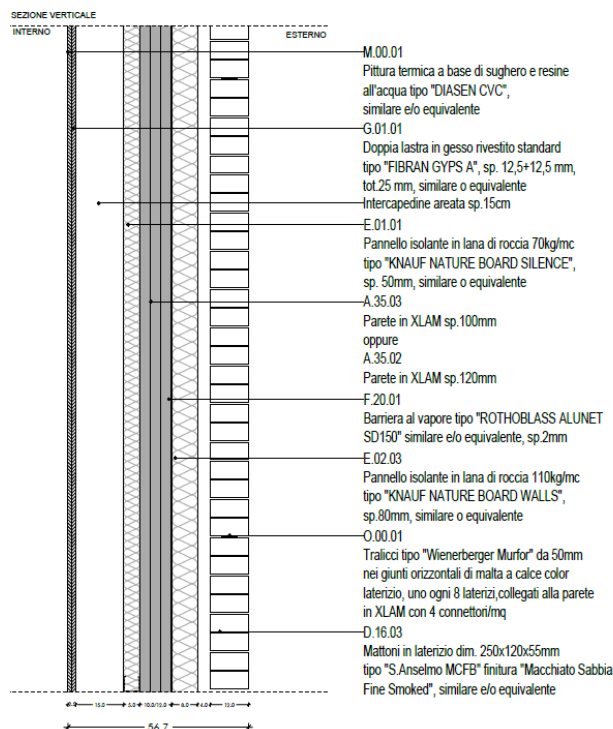 SEZIONE VERTICALE
INTERNO
ESTERNO
M.00.01
Pittura termica a base di sughero e resine
all'acqua tipo "DIASEN CVC",
similare e/o equivalente
G.01.01
Doppia lastra in gesso rivestito standard
tipo "FIBRAN GYPS A", sp. 12,5+12,5 mm,
tot.25 mm, similare o equivalente
Intercapedine areata sp.15cm
E.01.01
Pannello isolante in lana di roccia 70kg/mc
tipo "KNAUF NATURE BOARD SILENCE",
sp. 50mm, similare o equivalente
A.35.03
Parete in XLAM sp.100mm
oppure
A.35.02
Parete in XLAM sp.120mm
F.20.01
Barriera al vapore tipo "ROTHOBLASS ALUNET
SD150" similare e/o equivalente, sp.2mm
E.02.03
Pannello isolante in lana di roccia 110kg/mc
tipo "KNAUF NATURE BOARD WALLS",
sp.80mm, similare o equivalente
O.00.01
Tralicci tipo "Wienerberger Murfor" da 50mm
nei giunti orizzontali di malta a calce color
laterizio, uno ogni 8 laterizi,collegati alla parete
in XLAM con 4 connettori/mq
D.16.03
Mattoni in laterizio dim. 250x120x55mm
tipo "S.Anselmo MCFB" finitura "Macchiato Sabbia
Fine Smoked", similare e/o equivalente
15.0 5.0 8.0 4.0
56.7